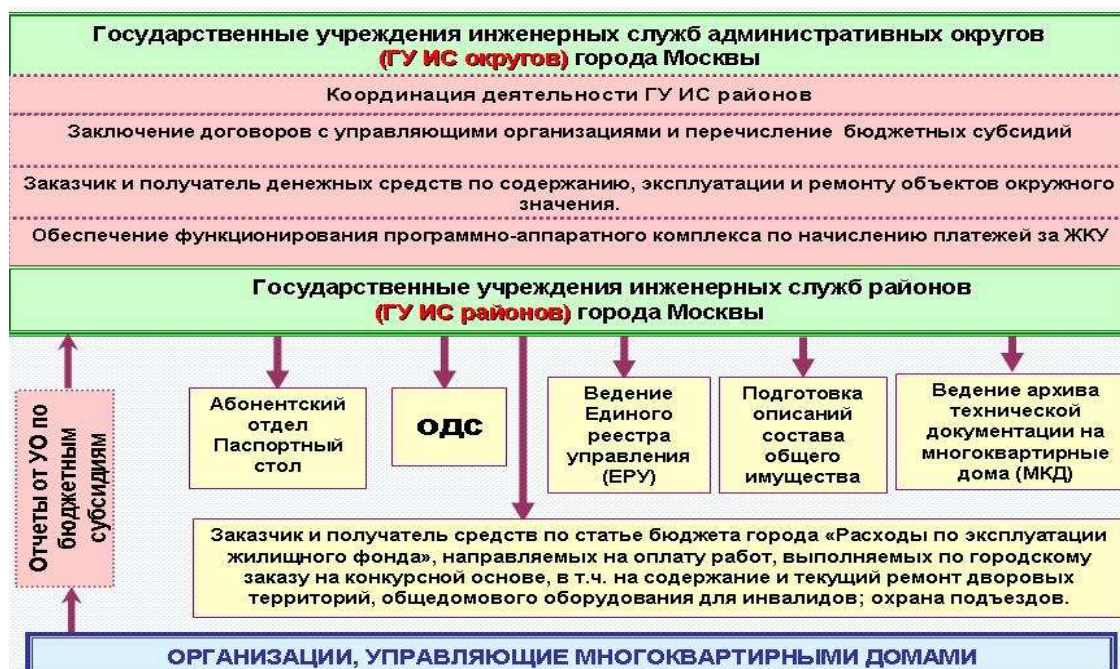 Государственные учреждения инженерных служб административных округов
(ГУ ИС округов) города Москвы
Координация деятельности ГУ ИС районов
Заключение договоров с управляющими организациями и перечисление бюджетных субсидий
Заказчик и получатель денежных средств по содержанию, эксплуатации и ремонту объектов окружного
значения.
Обеспечение функционирования программно-аппаратного комплекса по начислению платежей за ЖКУ
Государственные учреждения инженерных служб районов
(ГУ ИС районов) города Москвы
Отчеты от УО по
бюджетным
субсидиям
Абонентский
отдел
Паспортный
стол
ОДС
Ведение
Единого
реестра
управления
(ЕРУ)
Подготовка
описаний
состава
общего
имущества
Ведение архива
технической
документации на
многоквартирные
дома (МКД)
Заказчик и получатель средств по статье бюджета города «Расходы по эксплуатации
жилищного фонда», направляемых на оплату работ, выполняемых по городскому
заказу на конкурсной основе, в т.ч. на содержание и текущий ремонт дворовых
территорий, общедомового оборудования для инвалидов; охрана подъездов.
ОРГАНИЗАЦИИ, УПРАВЛЯЮЩИЕ МНОГОКВАРТИРНЫМИ ДОМАМИ